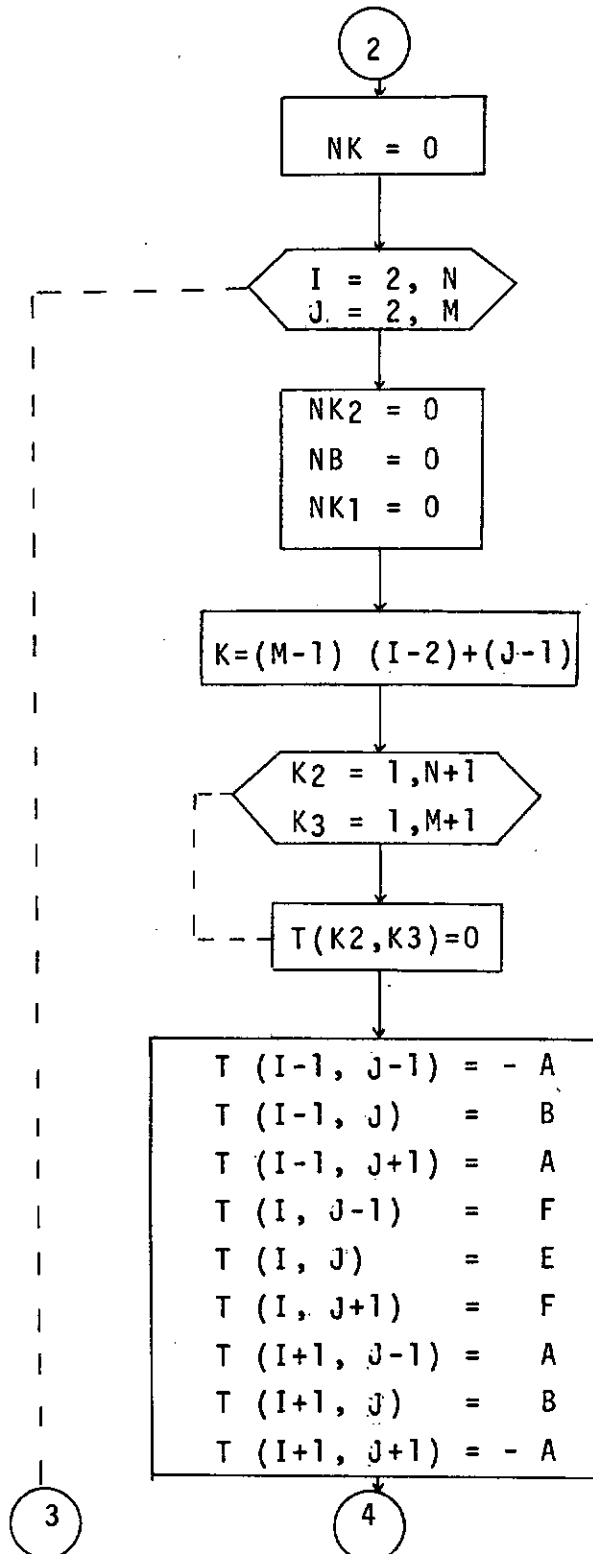 2
NK = 0
I = 2, N
J = 2, M
NK2 = 0
NB = 0
NK1 = 0
K=(M-1) (I-2)+(J-1)
K2 = 1,N+1
K3 = 1,M+1
T(K2,K3)=0
T (I-1, J-1) = - A
T (I-1, J) = B
T (I-1, J+1) = A
T (I, J-1) = F
T (I, J) = E
T (I, J+1) = F
T (I+1, J-1) = A
T (I+1, J) = B
T (I+1, J+1) = - A
3
4